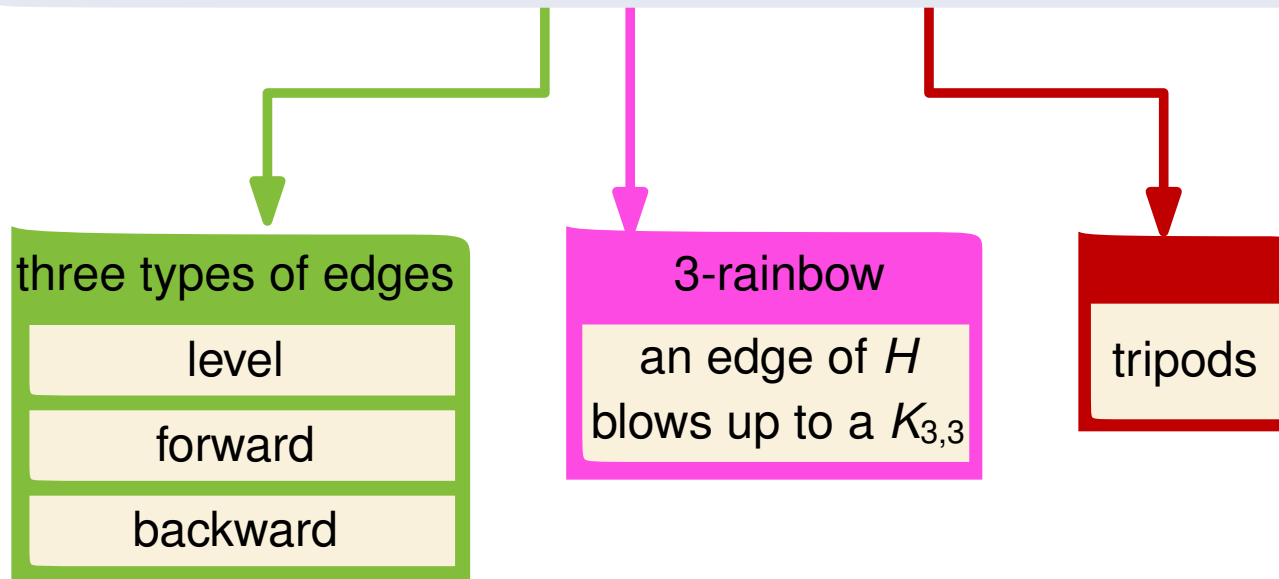 three types of edges
level
forward
backward
3-rainbow
an edge of H
blows up to a K3,3
tripods